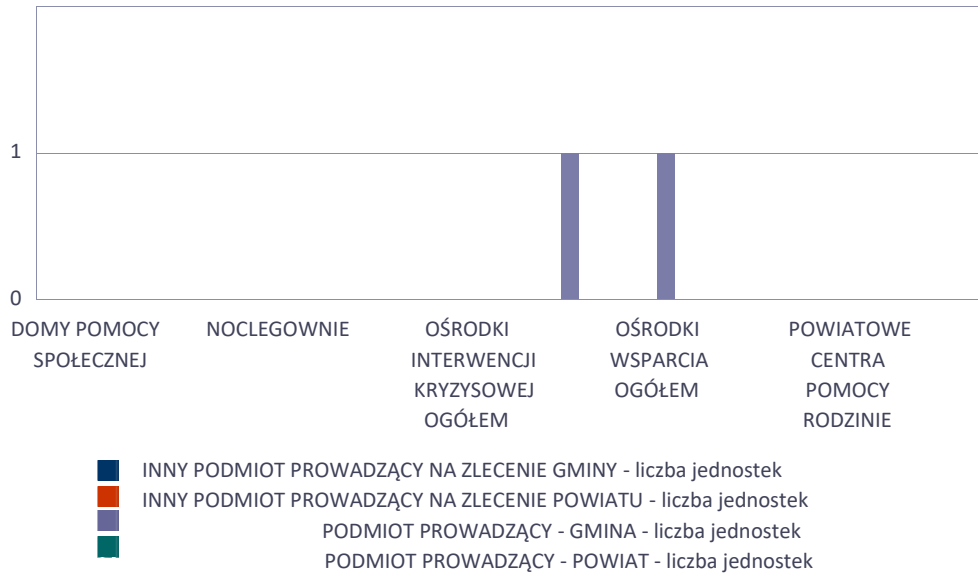 1
0
DOMY POMOCY
SPOŁECZNEJ
NOCLEGOWNIE
OŚRODKI
INTERWENCJI
KRYZYSOWEJ
OGÓŁEM
OŚRODKI
WSPARCIA
OGÓŁEM
POWIATOWE
CENTRA
POMOCY
RODZINIE
INNY PODMIOT PROWADZĄCY NA ZLECENIE GMINY - liczba jednostek
INNY PODMIOT PROWADZĄCY NA ZLECENIE POWIATU - liczba jednostek
PODMIOT PROWADZĄCY - GMINA - liczba jednostek
PODMIOT PROWADZĄCY - POWIAT - liczba jednostek